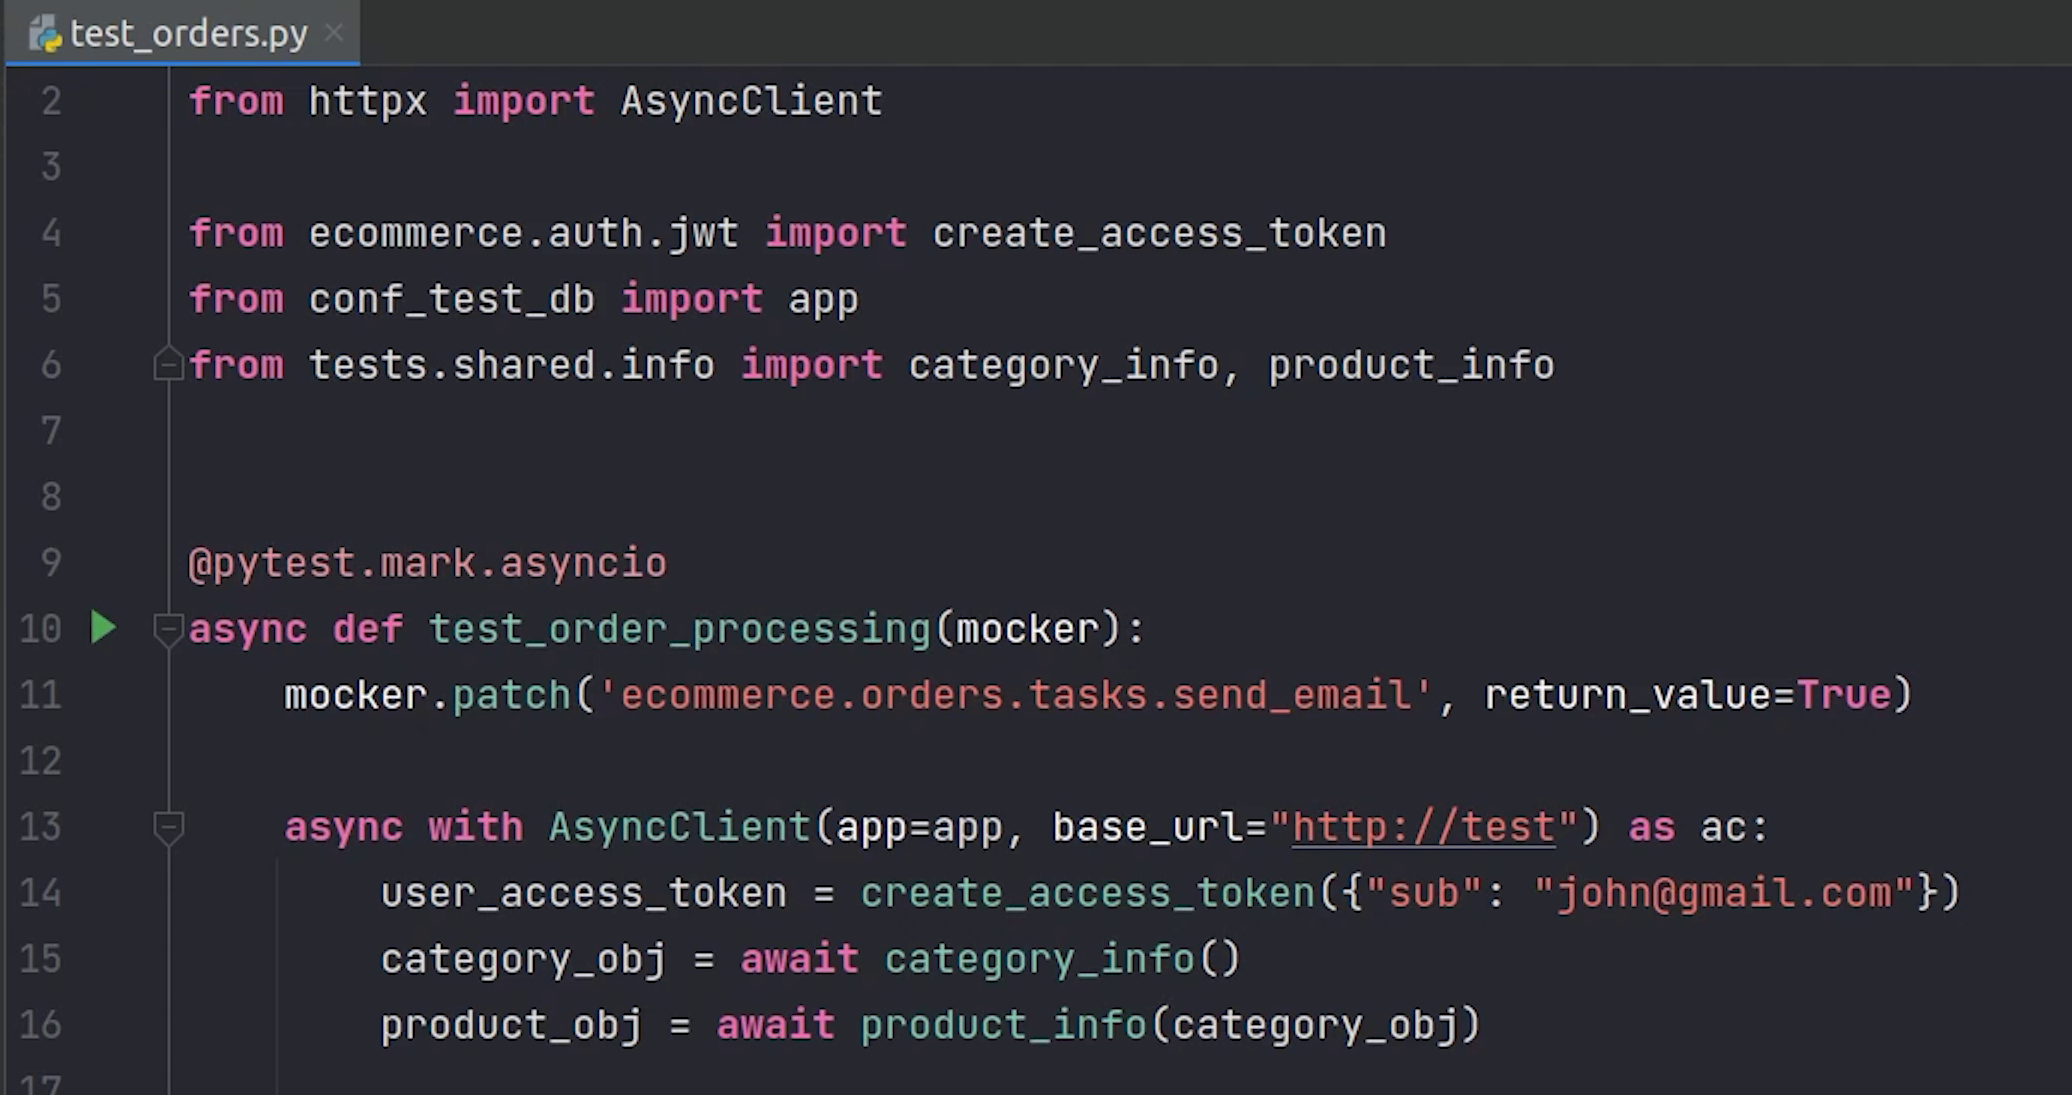 test_orders.py
2 from httpx import AsyncClient
3
4 from ecommerce.auth.jwt import create_access_token
5 from conf_test_db import app
6 from tests.shared.info import category_info, product_info
7
8
9 @pytest.mark.asyncio
10 async def test_order_processing(mocker):
11     mocker.patch('ecommerce.orders.tasks.send_email', return_value=True)
12
13     async with AsyncClient(app=app, base_url="http://test") as ac:
14         user_access_token = create_access_token({"sub": "john@gmail.com"})
15         category_obj = await category_info()
16         product_obj = await product_info(category_obj)
17